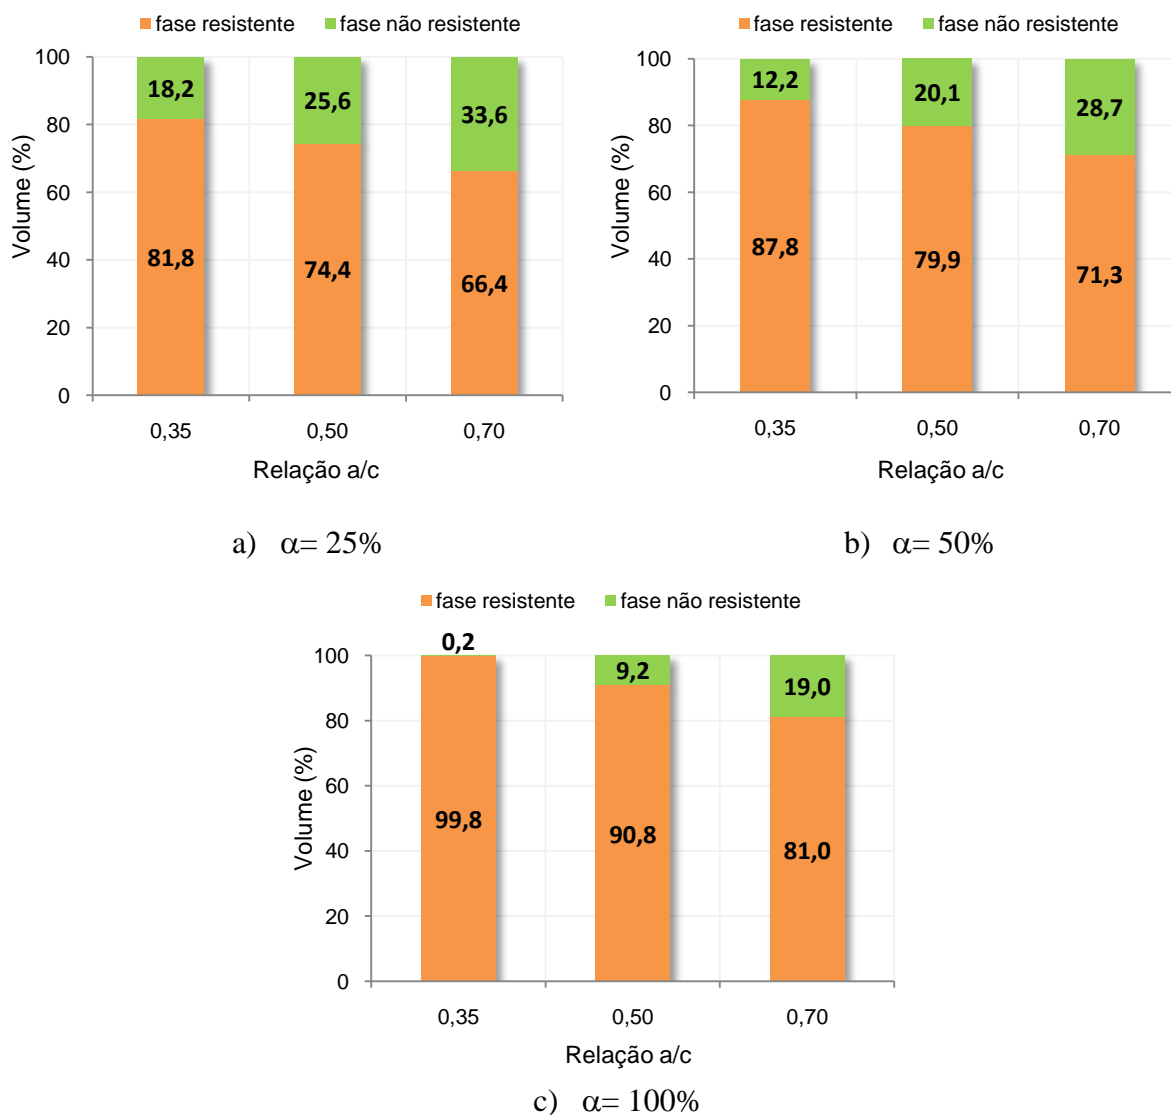 fase resistente fase não resistente
100
80
60
40
20
0
Volume (%)
18,2 25,6 33,6
81,8 74,4 66,4
0,35 0,50 0,70
Relação a/c
a) α= 25%
fase resistente fase não resistente
100
80
60
40
20
0
Volume (%)
12,2 20,1 28,7
87,8 79,9 71,3
0,35 0,50 0,70
Relação a/c
b) α= 50%
fase resistente fase não resistente
100
80
60
40
20
0
Volume (%)
0,2 9,2 19,0
99,8 90,8 81,0
0,35 0,50 0,70
Relação a/c
c) α= 100%